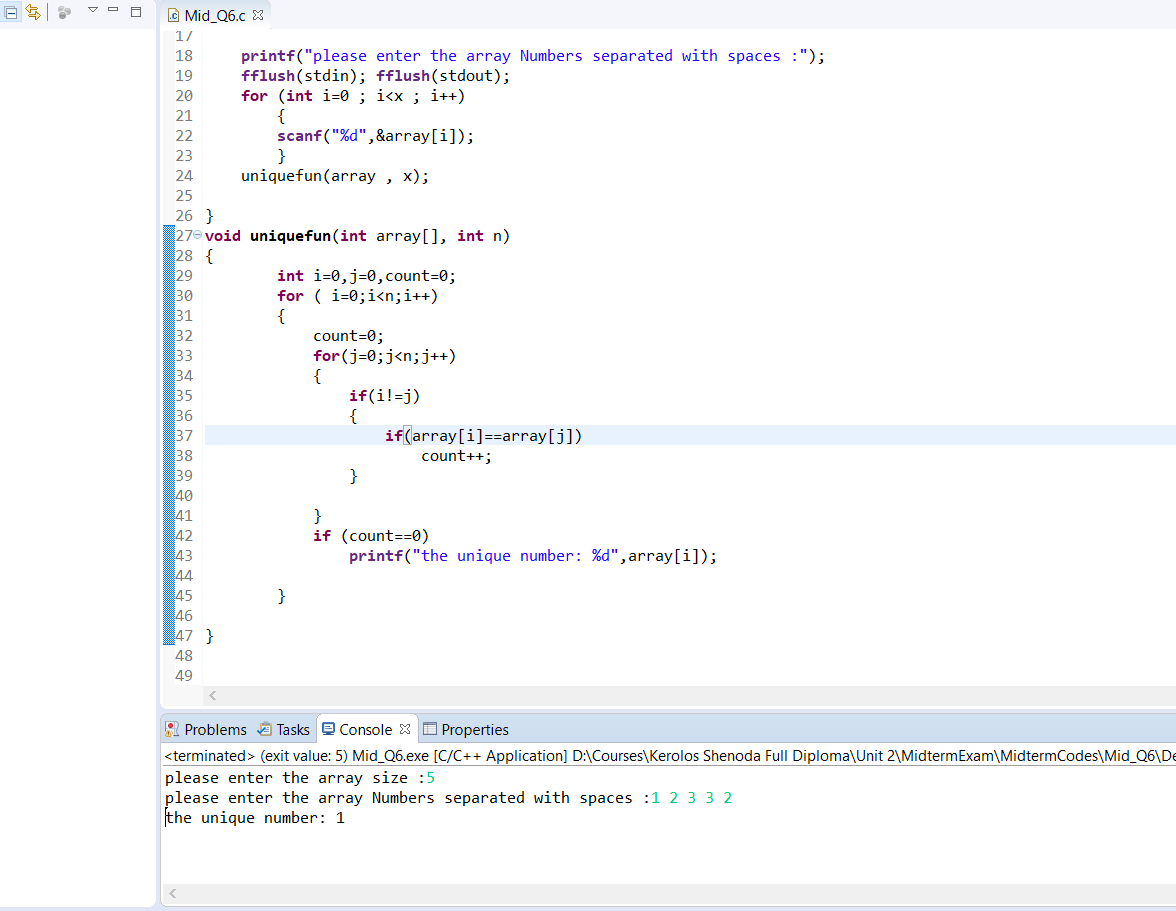 Mid_Q6.c
17
18 printf("please enter the array Numbers separated with spaces :");
19 fflush(stdin); fflush(stdout);
20 for (int i=0 ; i<x ; i++)
21 {
22 scanf("%d",&array[i]);
23 }
24 uniquefun(array , x);
25
26 }
27 void uniquefun(int array[], int n)
28 {
29 int i=0,j=0,count=0;
30 for ( i=0;i<n;i++)
31 {
32 count=0;
33 for(j=0;j<n;j++)
34 {
35 if(i!=j)
36 {
37 if(array[i]==array[j])
38 count++;
39 }
40
41 }
42 if (count==0)
43 printf("the unique number: %d",array[i]);
44
45 }
46
47 }
48
49
Problems Tasks Console Properties
<terminated> (exit value: 5) Mid_Q6.exe [C/C++ Application] D:\Courses\Kerolos Shenoda Full Diploma\Unit 2\MidtermExam\MidtermCodes\Mid_Q6\De
please enter the array size :5
please enter the array Numbers separated with spaces :1 2 3 3 2
the unique number: 1